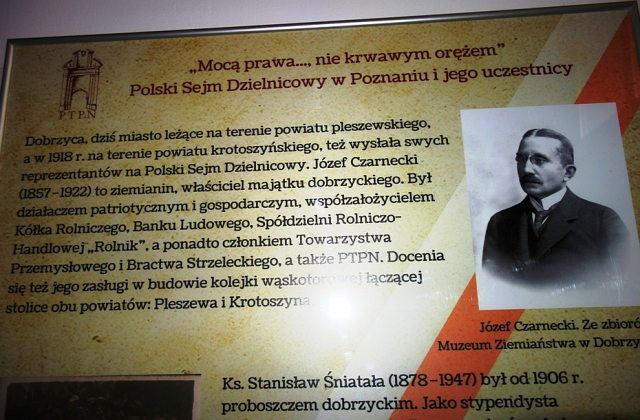 „Mocą prawa..., nie krwawym orężem”
Polski Sejm Dzielnicowy w Poznaniu i jego uczestnicy
PTPN
Dobrzyca, dziś miasto leżące na terenie powiatu pleszewskiego,
a w 1918 r. na terenie powiatu krotoszyńskiego, też wysłała swych
reprezentantów na Polski Sejm Dzielnicowy. Józef Czarnecki
(1857–1922) to ziemianin, właściciel majątku dobrzyckiego. Był
działaczem patriotycznym i gospodarczym, współzałożycielem
Kółka Rolniczego, Banku Ludowego, Spółdzielni Rolniczo-
Handlowej „Rolnik”, a ponadto członkiem Towarzystwa
Przemysłowego i Bractwa Strzeleckiego, a także PTPN. Docenia
się też jego zasługi w budowie kolejki wąskotorowej łączącej
stolice obu powiatów: Pleszewa i Krotoszyna
Józef Czarnecki. Ze zbioró
Muzeum Ziemiaństwa w Dobrzy
Ks. Stanisław Śniatała (1878–1947) był od 1906 r.
proboszczem dobrzyckim. Jako stypendysta